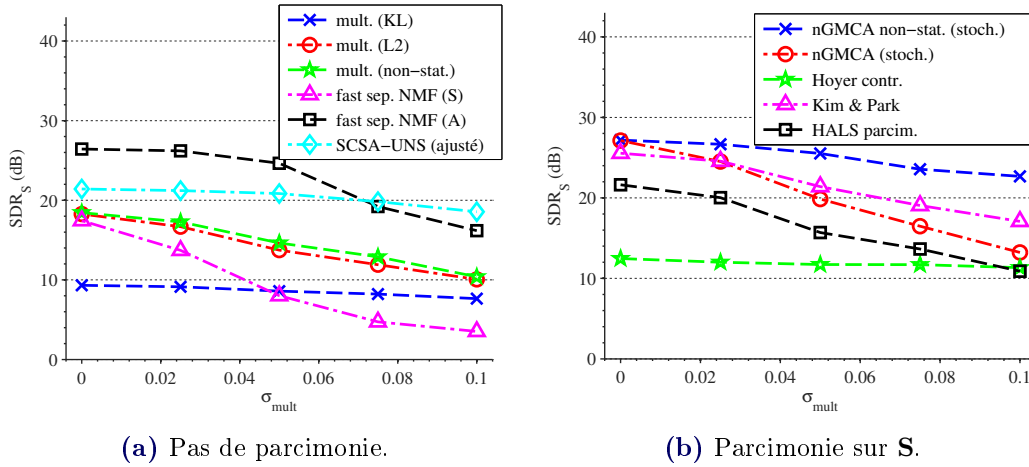 40
30
20
10
0
SDR_S (dB)
mult. (KL)
mult. (L2)
mult. (non-stat.)
fast sep. NMF (S)
fast sep. NMF (A)
SCSA-UNS (ajusté)
0 0.02 0.04 0.06 0.08 0.1
σ_mult
(a) Pas de parcimonie.
40
30
20
10
0
SDR_S (dB)
nGMCA non-stat. (stoch.)
nGMCA (stoch.)
Hoyer contr.
Kim & Park
HALS parcim.
0 0.02 0.04 0.06 0.08 0.1
σ_mult
(b) Parcimonie sur S.